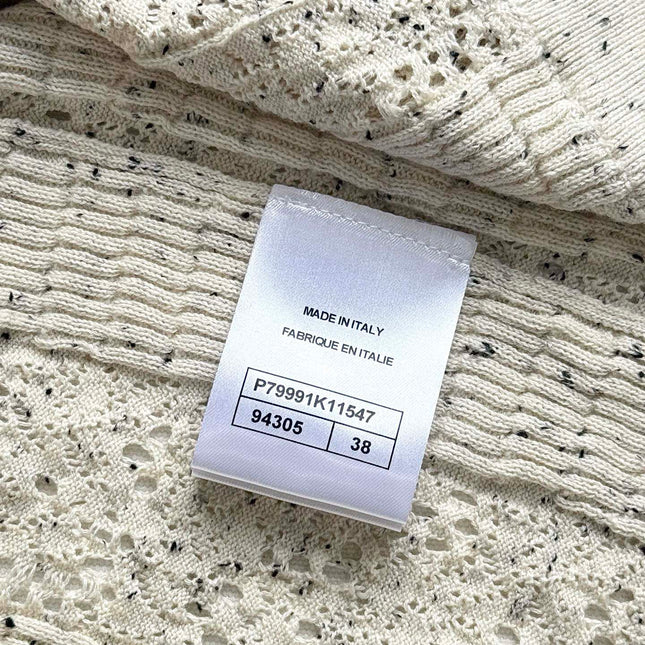 MADE IN ITALY
FABRIQUE EN ITALIE
P79991K11547
94305 38